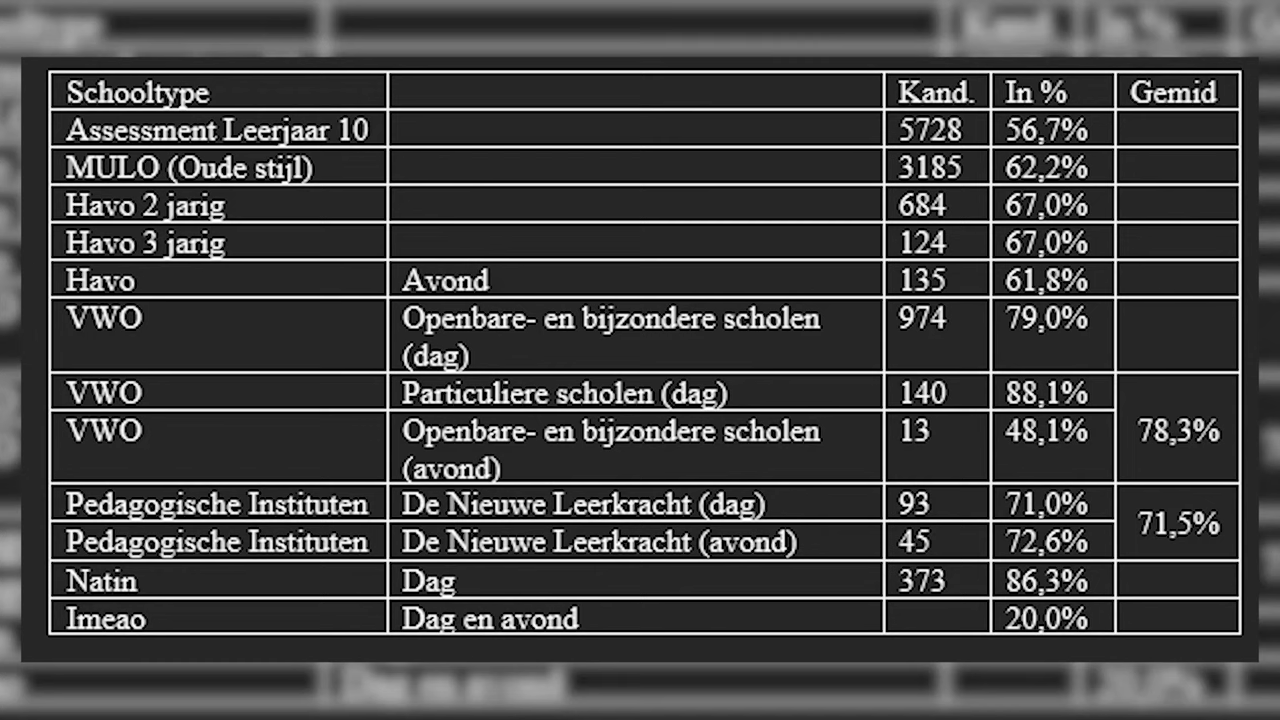 Schooltype Kand. In % Gemid
Assessment Leerjaar 10 5728 56,7%
MULO (Oude stijl) 3185 62,2%
Havo 2 jarig 684 67,0%
Havo 3 jarig 124 67,0%
Havo Avond 135 61,8%
VWO Openbare- en bijzondere scholen 974 79,0%
(dag)
VWO Particuliere scholen (dag) 140 88,1%
VWO Openbare- en bijzondere scholen 13 48,1% 78,3%
(avond)
Pedagogische Instituten De Nieuwe Leerkracht (dag) 93 71,0%
71,5%
Pedagogische Instituten De Nieuwe Leerkracht (avond) 45 72,6%
Natin Dag 373 86,3%
Imeao Dag en avond 20,0%